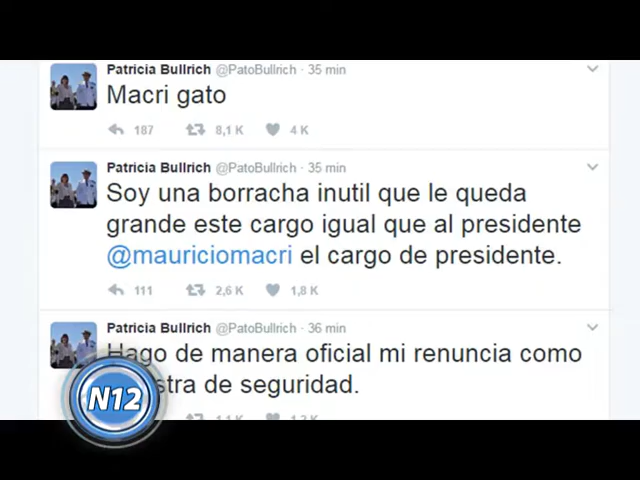 Patricia Bullrich @PatoBullrich · 35 min
Macri gato
187 8,1 K 4 K
Patricia Bullrich @PatoBullrich · 35 min
Soy una borracha inutil que le queda
grande este cargo igual que al presidente
@mauriciomacri el cargo de presidente.
111 2,6 K 1,8 K
Patricia Bullrich @PatoBullrich · 36 min
Hago de manera oficial mi renuncia como
stra de seguridad.
N12